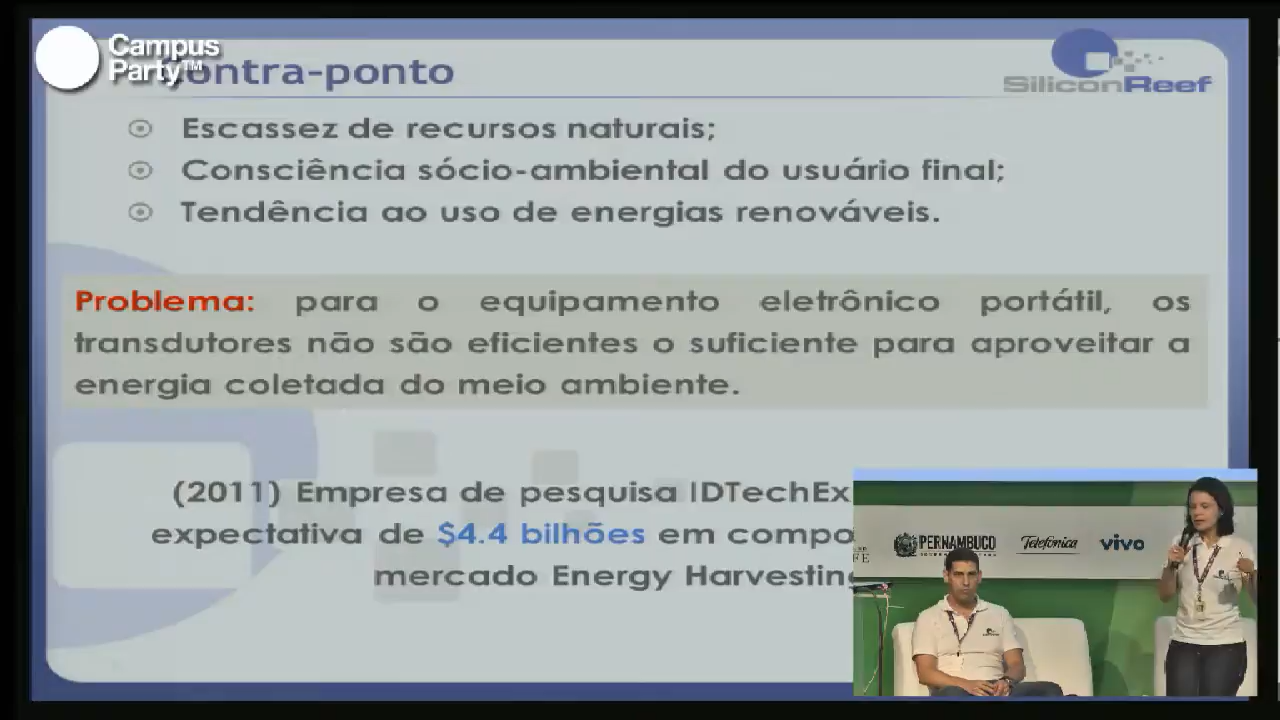 Campus
Party™
ontra-ponto
SiliconReef
Escassez de recursos naturais;
Consciência sócio-ambiental do usuário final;
Tendência ao uso de energias renováveis.
Problema: para o equipamento eletrônico portátil, os
transdutores não são eficientes o suficiente para aproveitar a
energia coletada do meio ambiente.
(2011) Empresa de pesquisa IDTechEx
expectativa de $4.4 bilhões em compo
mercado Energy Harvesting
PERNAMBUCO
Telefónica
vivo